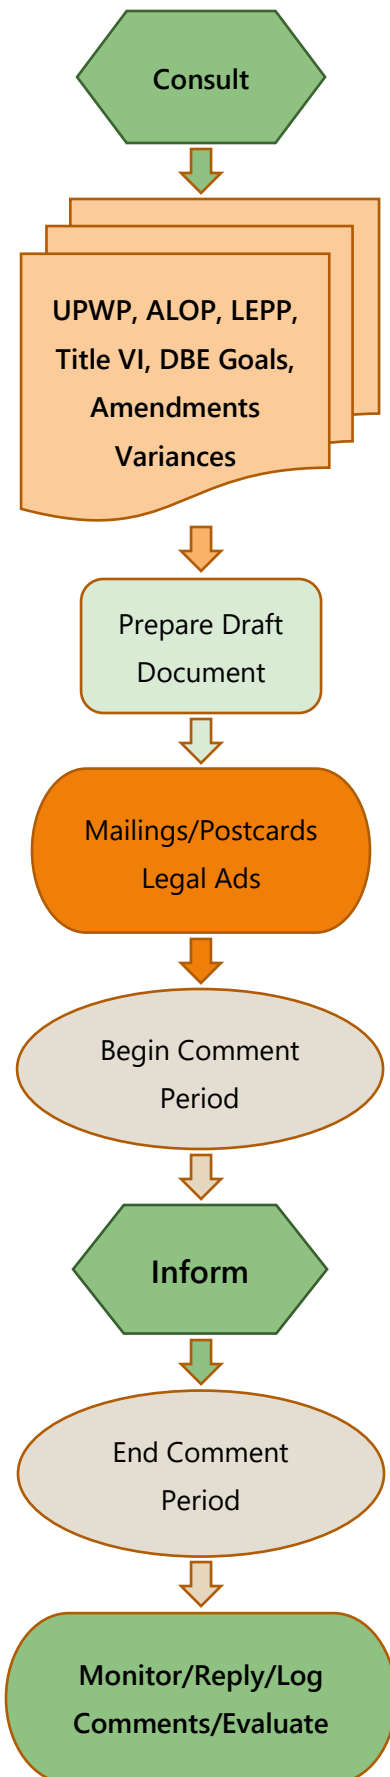 Consult
UPWP, ALOP, LEPP,
Title VI, DBE Goals,
Amendments
Variances
Prepare Draft
Document
Mailings/Postcards
Legal Ads
Begin Comment
Period
Inform
End Comment
Period
Monitor/Reply/Log
Comments/Evaluate